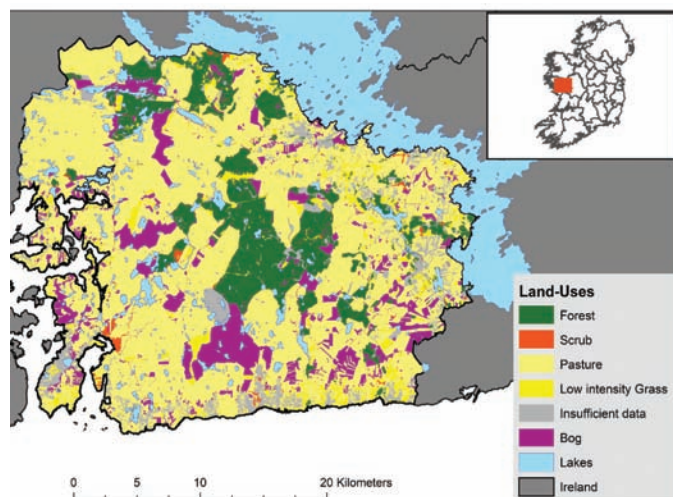 Land-Uses
Forest
Scrub
Pasture
Low intensity Grass
Insufficient data
Bog
Lakes
Ireland
0 5 10 20 Kilometers